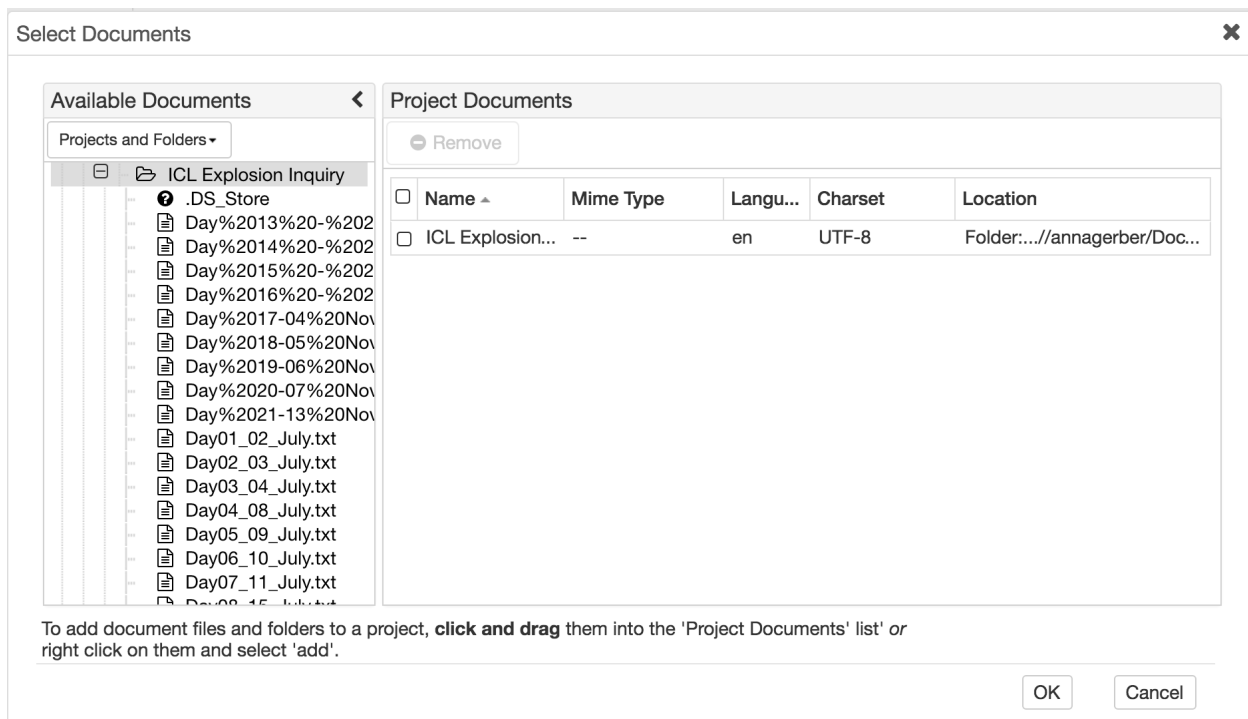 Select Documents
Available Documents
Projects and Folders
ICL Explosion Inquiry
.DS_Store
Day%2013%20-%202
Day%2014%20-%202
Day%2015%20-%202
Day%2016%20-%202
Day%2017-04%20Nov
Day%2018-05%20Nov
Day%2019-06%20Nov
Day%2020-07%20Nov
Day%2021-13%20Nov
Day01_02_July.txt
Day02_03_July.txt
Day03_04_July.txt
Day04_08_July.txt
Day05_09_July.txt
Day06_10_July.txt
Day07_11_July.txt
Day08_15_July.txt
Project Documents
Remove
Name Mime Type Langu... Charset Location
ICL Explosion... -- en UTF-8 Folder:...//annagerber/Doc...
To add document files and folders to a project, click and drag them into the 'Project Documents' list' or
right click on them and select 'add'.
OK Cancel